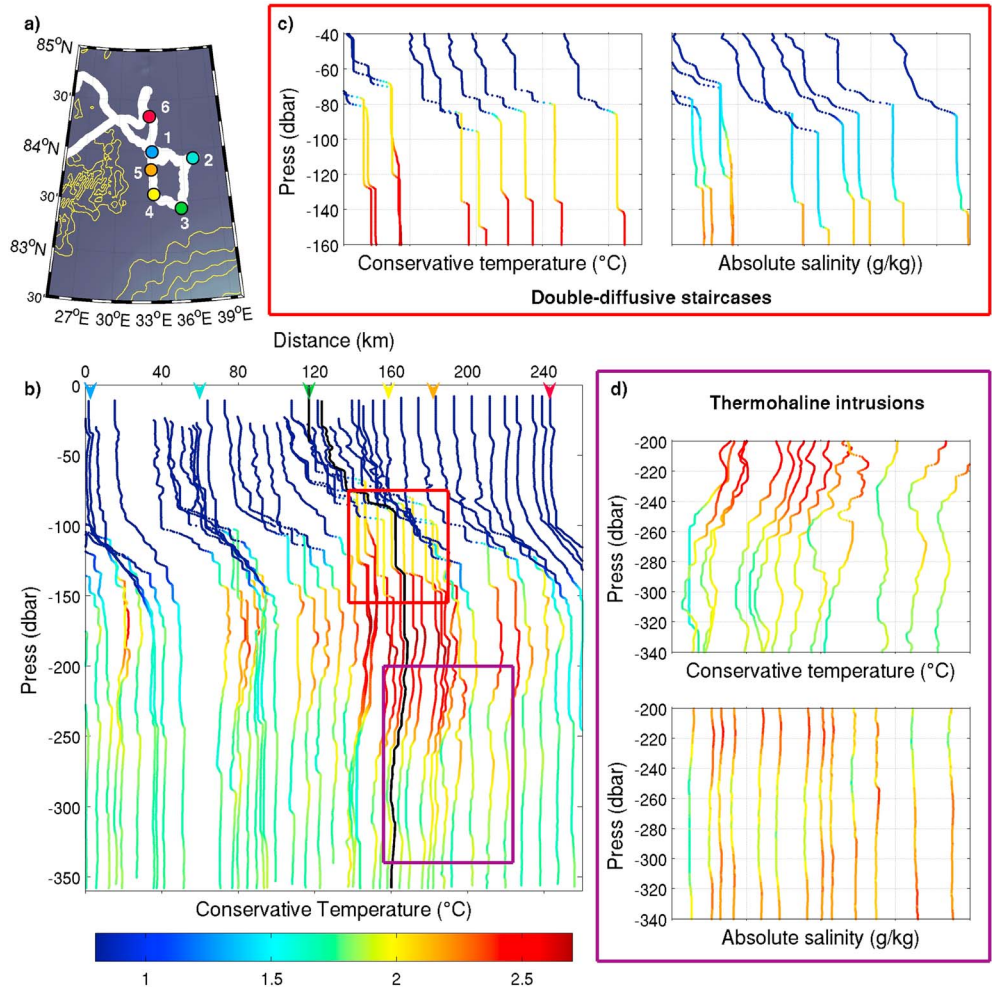 a)
85°N
30'
84°N
30'
83°N
30'
27°E 30°E 33°E 36°E 39°E
6
1
2
5
4
3
c)
-40
-60
-80
-100
-120
-140
-160
Press (dbar)
Conservative temperature (°C)
Absolute salinity (g/kg))
Double-diffusive staircases
Distance (km)
b)
0 40 80 120 160 200 240
0
-50
-100
-150
-200
-250
-300
-350
Press (dbar)
Conservative Temperature (°C)
1 1.5 2 2.5
d)
Thermohaline intrusions
-200
-220
-240
-260
-280
-300
-320
-340
Press (dbar)
Conservative temperature (°C)
-200
-220
-240
-260
-280
-300
-320
-340
Press (dbar)
Absolute salinity (g/kg)